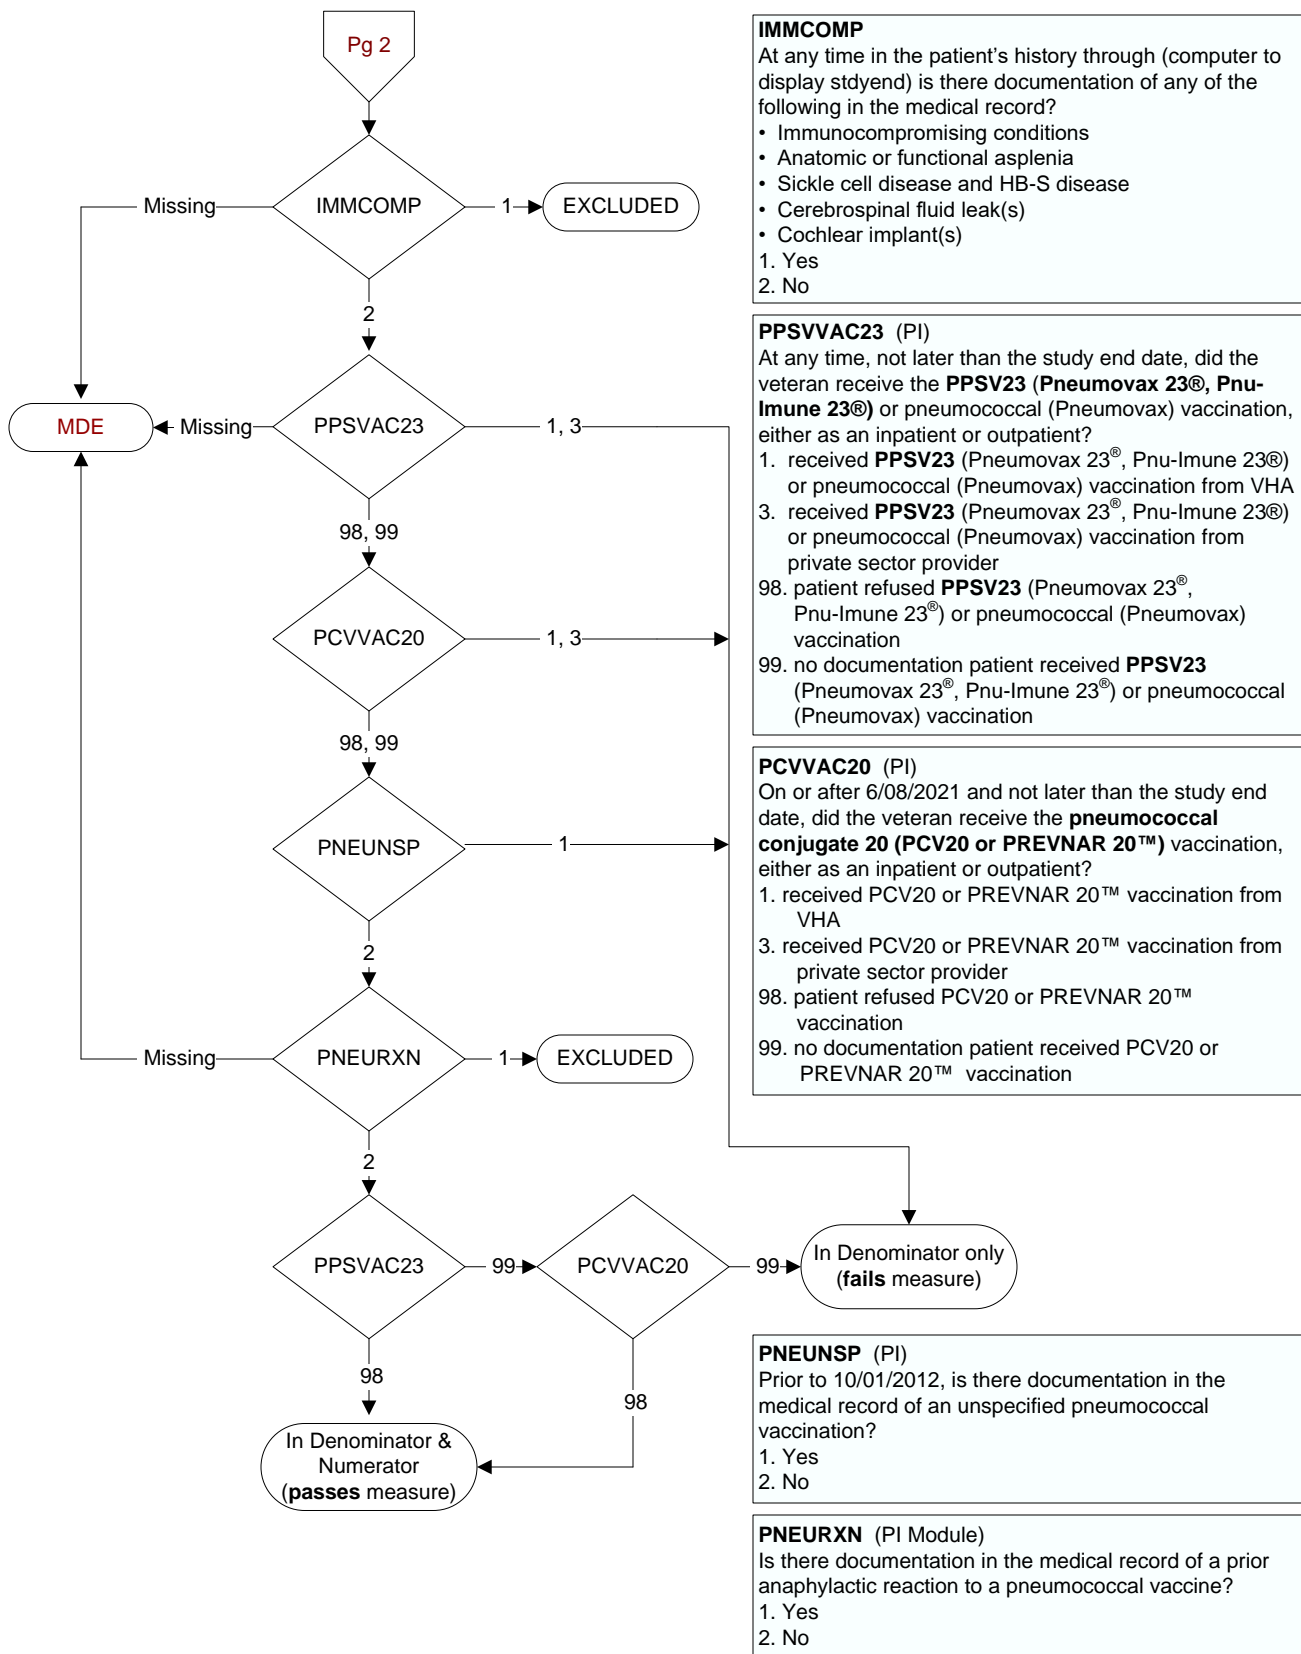 Pg 2
IMMCOMP
Missing
1
EXCLUDED
2
PPSVAC23
MDE
Missing
1, 3
98, 99
PCVVAC20
1, 3
98, 99
PNEUNSP
1
2
PNEURXN
Missing
1
EXCLUDED
2
PPSVAC23
99
PCVVAC20
99
In Denominator only
(fails measure)
98
98
In Denominator &
Numerator
(passes measure)
IMMCOMP
At any time in the patient’s history through (computer to
display stdyend) is there documentation of any of the
following in the medical record?
• Immunocompromising conditions
• Anatomic or functional asplenia
• Sickle cell disease and HB-S disease
• Cerebrospinal fluid leak(s)
• Cochlear implant(s)
1. Yes
2. No
PPSVVAC23 (PI)
At any time, not later than the study end date, did the
veteran receive the PPSV23 (Pneumovax 23®, Pnu-
Imune 23®) or pneumococcal (Pneumovax) vaccination,
either as an inpatient or outpatient?
1. received PPSV23 (Pneumovax 23®, Pnu-Imune 23®)
or pneumococcal (Pneumovax) vaccination from VHA
3. received PPSV23 (Pneumovax 23®, Pnu-Imune 23®)
or pneumococcal (Pneumovax) vaccination from
private sector provider
98. patient refused PPSV23 (Pneumovax 23®,
Pnu-Imune 23®) or pneumococcal (Pneumovax)
vaccination
99. no documentation patient received PPSV23
(Pneumovax 23®, Pnu-Imune 23®) or pneumococcal
(Pneumovax) vaccination
PCVVAC20 (PI)
On or after 6/08/2021 and not later than the study end
date, did the veteran receive the pneumococcal
conjugate 20 (PCV20 or PREVNAR 20™) vaccination,
either as an inpatient or outpatient?
1. received PCV20 or PREVNAR 20™ vaccination from
VHA
3. received PCV20 or PREVNAR 20™ vaccination from
private sector provider
98. patient refused PCV20 or PREVNAR 20™
vaccination
99. no documentation patient received PCV20 or
PREVNAR 20™ vaccination
PNEUNSP (PI)
Prior to 10/01/2012, is there documentation in the
medical record of an unspecified pneumococcal
vaccination?
1. Yes
2. No
PNEURXN (PI Module)
Is there documentation in the medical record of a prior
anaphylactic reaction to a pneumococcal vaccine?
1. Yes
2. No